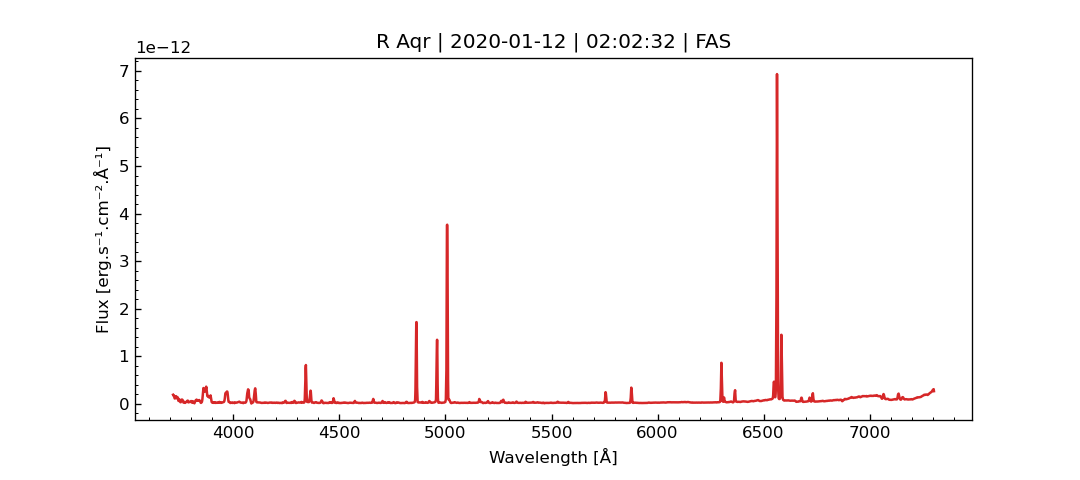 R Aqr | 2020-01-12 | 02:02:32 | FAS
1e−12
7
6
5
4
3
2
1
0
Flux [erg.s⁻¹.cm⁻².Å⁻¹]
4000 4500 5000 5500 6000 6500 7000
Wavelength [Å]